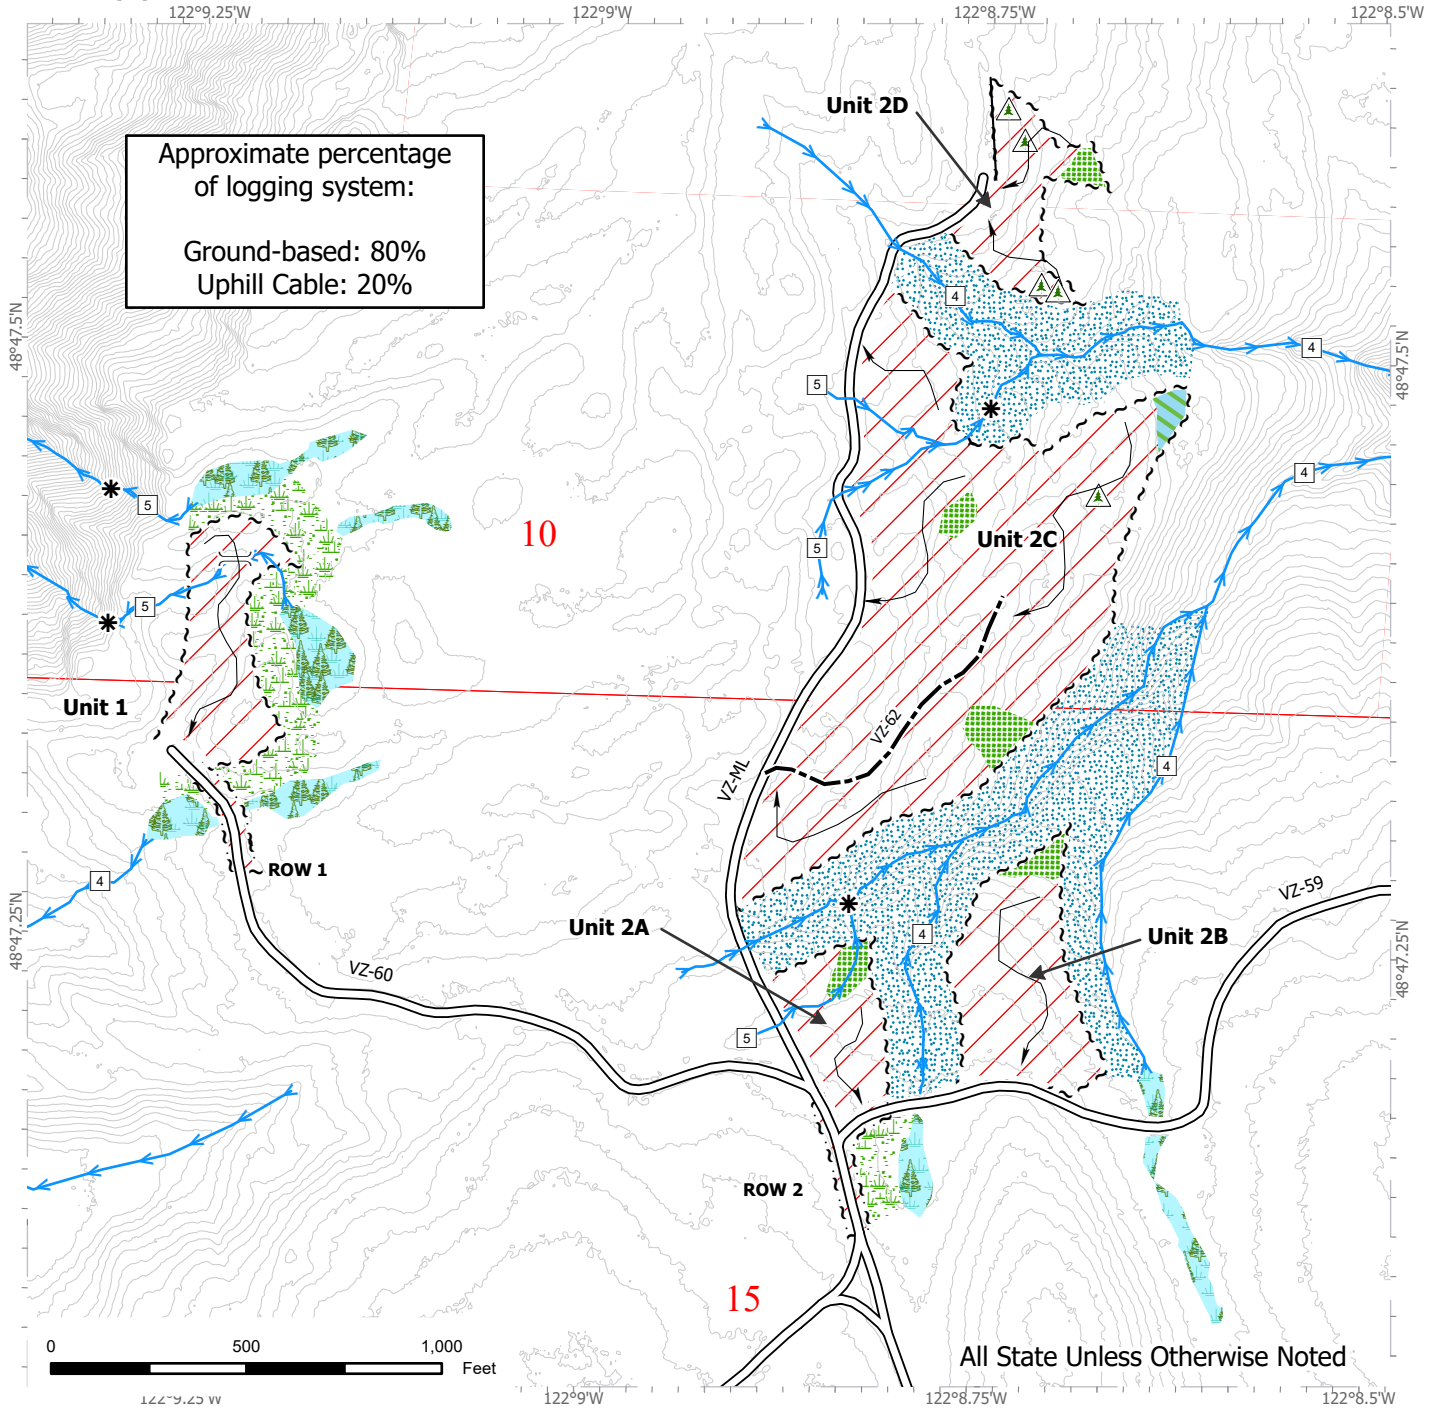 122°9.25'W
122°9'W
122°8.75'W
122°8.5'W
Unit 2D
Approximate percentage
of logging system:
Ground-based: 80%
Uphill Cable: 20%
4
48°47.5'N
4
48°47.5'N
5
4
5
10
Unit 2C
5
5
Unit 1
VZ-62
4
VZ-ML
ROW 1
4
VZ-59
48°47.25'N
Unit 2A
4
Unit 2B
48°47.25'N
VZ-60
5
ROW 2
15
0
500
1,000
Feet
All State Unless Otherwise Noted
122°9.25'W
122°9'W
122°8.75'W
122°8.5'W